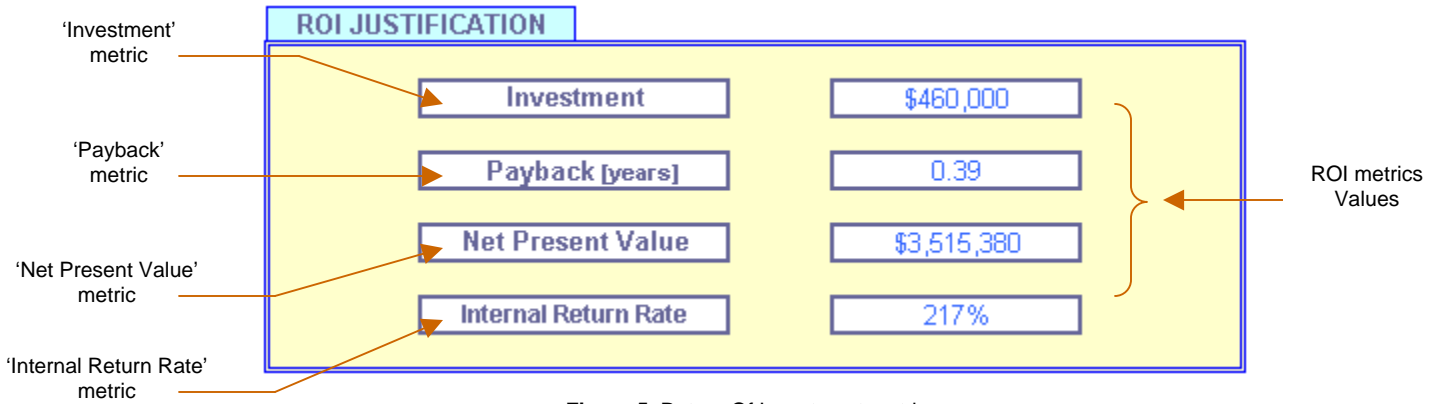 ROI JUSTIFICATION
'Investment'
metric
Investment
$460,000
'Payback'
metric
Payback [years]
0.39
ROI metrics
Values
Net Present Value
$3,515,380
'Net Present Value'
metric
Internal Return Rate
217%
'Internal Return Rate'
metric